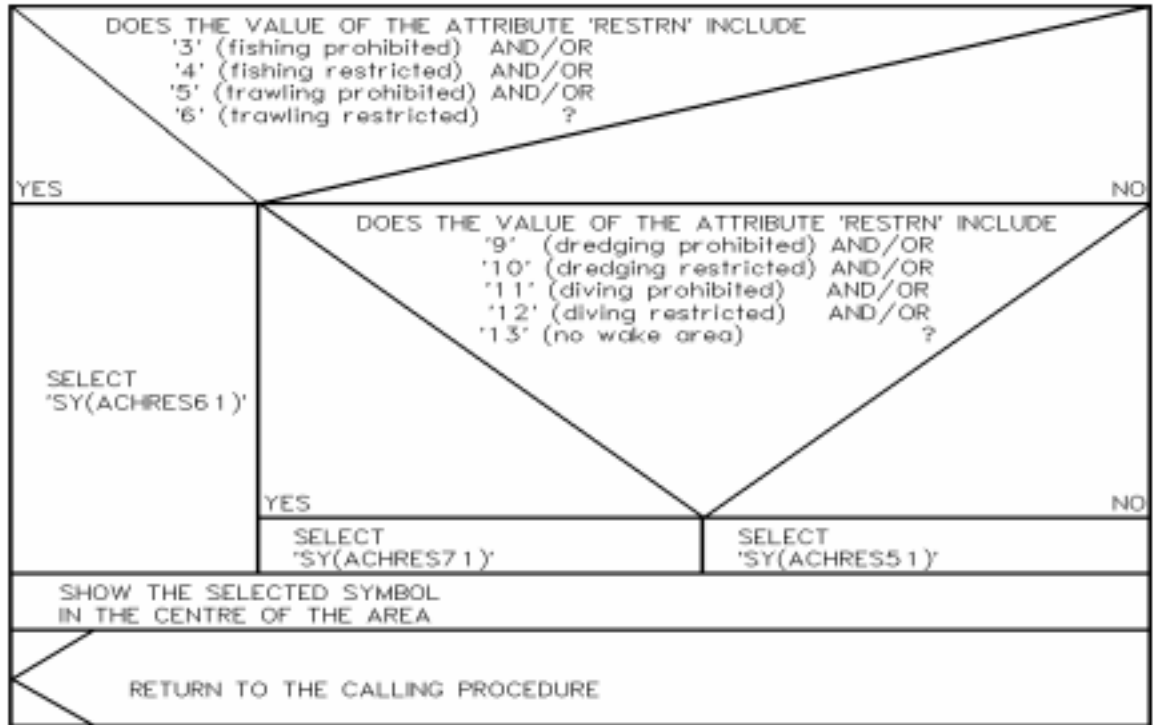 DOES THE VALUE OF THE ATTRIBUTE 'RESTRN' INCLUDE
'3' (fishing prohibited) AND/OR
'4' (fishing restricted) AND/OR
'5' (trawling prohibited) AND/OR
'6' (trawling restricted) ?
YES
NO
DOES THE VALUE OF THE ATTRIBUTE 'RESTRN' INCLUDE
'9' (dredging prohibited) AND/OR
'10' (dredging restricted) AND/OR
'11' (diving prohibited) AND/OR
'12' (diving restricted) AND/OR
'13' (no wake area) ?
SELECT
'SY(ACHRES61)'
YES
NO
SELECT
'SY(ACHRES71)'
SELECT
'SY(ACHRES51)'
SHOW THE SELECTED SYMBOL
IN THE CENTRE OF THE AREA
RETURN TO THE CALLING PROCEDURE